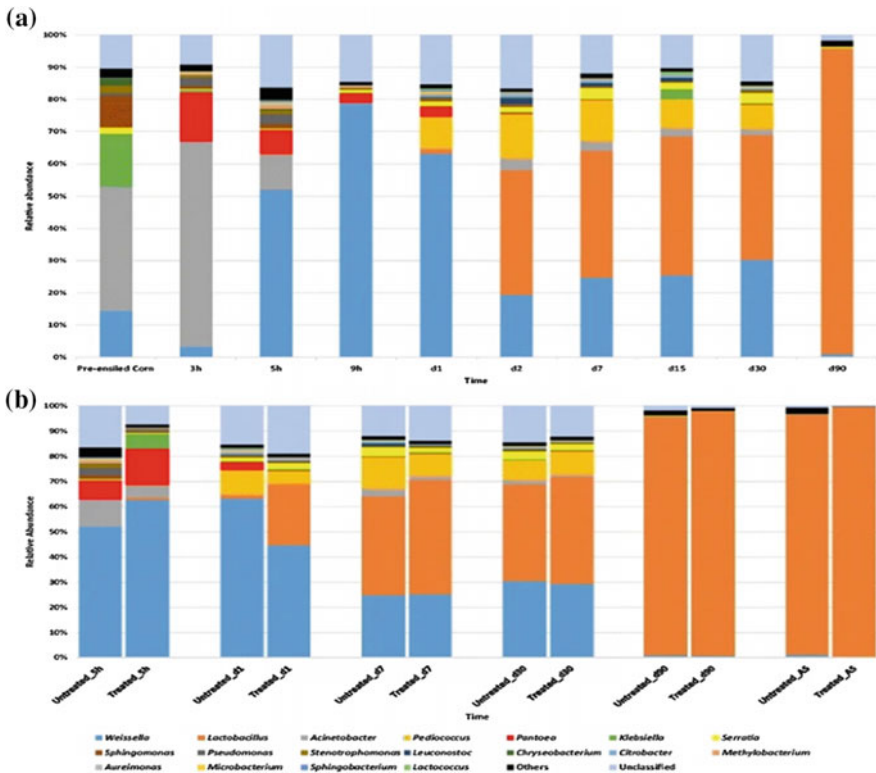 (a)
100%
90%
80%
70%
60%
50%
40%
30%
20%
10%
0%
Relative abundance
Pre-ensiled Corn 3h 5h 9h d1 d2 d7 d15 d30 d90
Time
(b)
100%
90%
80%
70%
60%
50%
40%
30%
20%
10%
0%
Relative Abundance
Untreated_5h Treated_5h Untreated_d1 Treated_d1 Untreated_d7 Treated_d7 Untreated_d30 Treated_d30 Untreated_d90 Treated_d90 Untreated_AS Treated_AS
Time
Weissella Lactobacillus Acinetobacter Pediococcus Pantoea Klebsiella Serratia
Sphingomonas Pseudomonas Stenotrophomonas Leuconostoc Chryseobacterium Citrobacter Methylobacterium
Aureimonas Microbacterium Sphingobacterium Lactococcus Others Unclassified